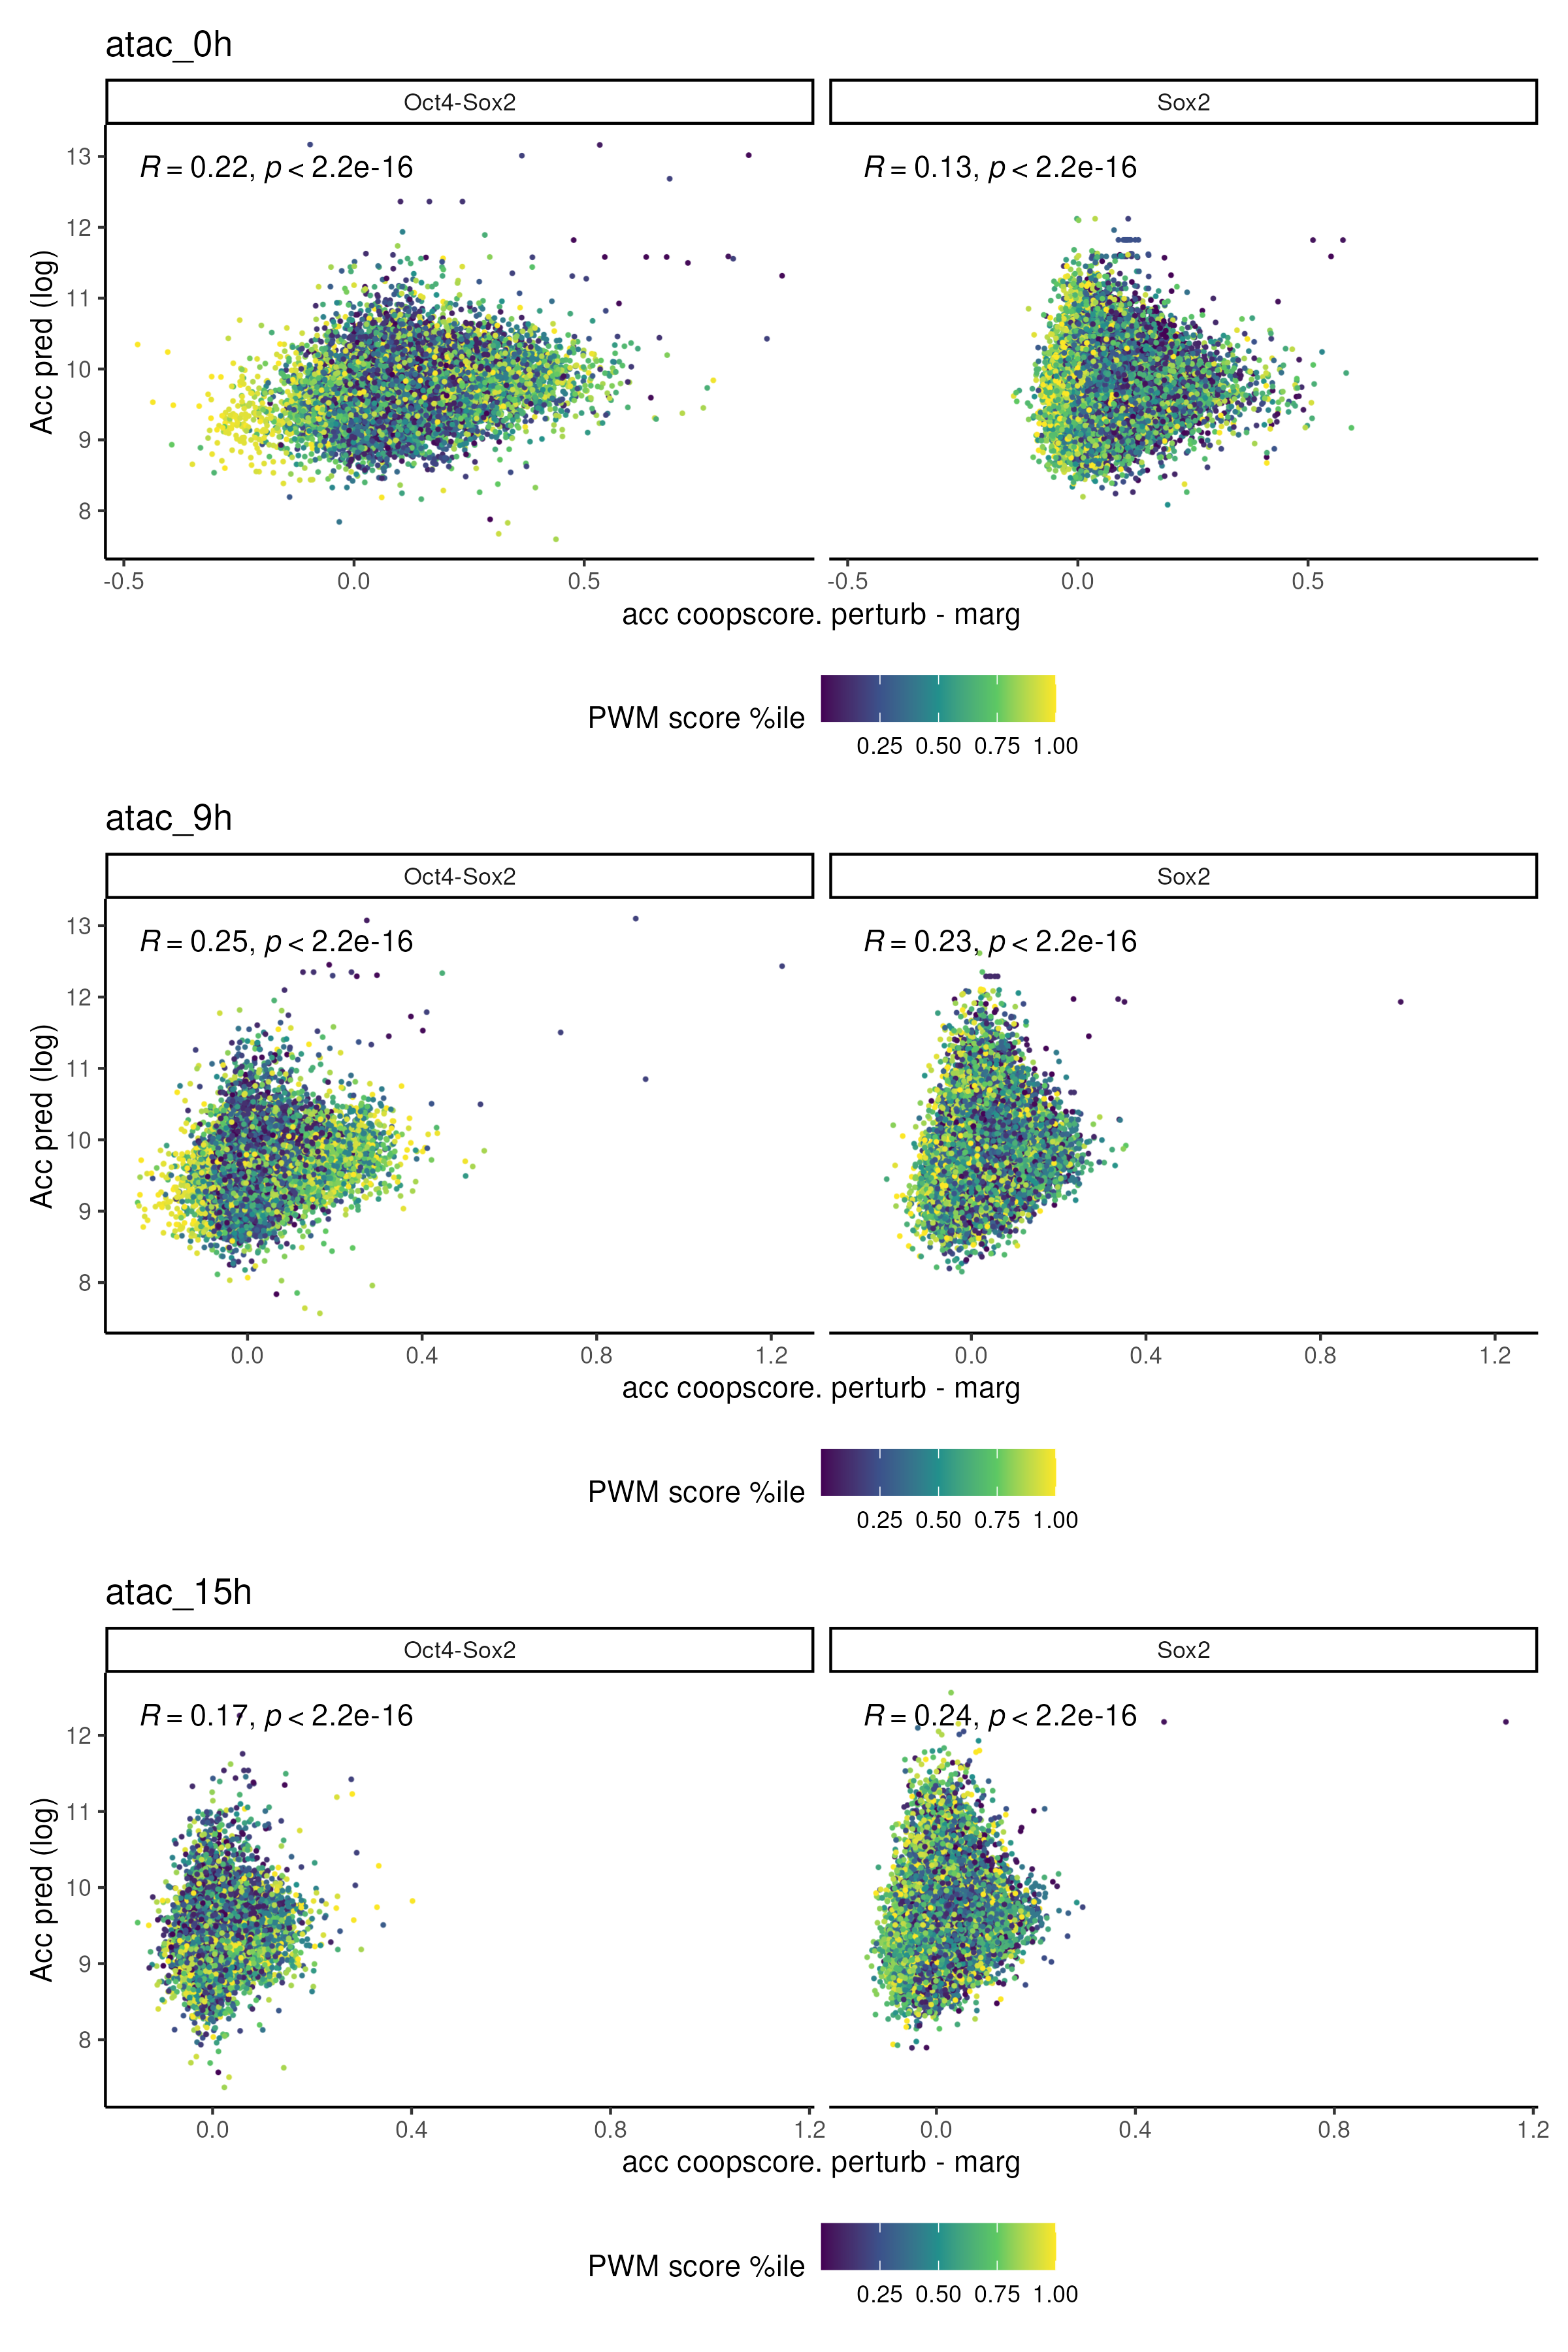 atac_0h
Oct4-Sox2 Sox2
R = 0.22, p < 2.2e-16 R = 0.13, p < 2.2e-16
13
12
11
10
9
8
Acc pred (log)
-0.5 0.0 0.5 -0.5 0.0 0.5
acc coopscore. perturb - marg
PWM score %ile
0.25 0.50 0.75 1.00
atac_9h
Oct4-Sox2 Sox2
R = 0.25, p < 2.2e-16 R = 0.23, p < 2.2e-16
13
12
11
10
9
8
Acc pred (log)
0.0 0.4 0.8 1.2 0.0 0.4 0.8 1.2
acc coopscore. perturb - marg
PWM score %ile
0.25 0.50 0.75 1.00
atac_15h
Oct4-Sox2 Sox2
R = 0.17, p < 2.2e-16 R = 0.24, p < 2.2e-16
12
11
10
9
8
Acc pred (log)
0.0 0.4 0.8 1.2 0.0 0.4 0.8 1.2
acc coopscore. perturb - marg
PWM score %ile
0.25 0.50 0.75 1.00